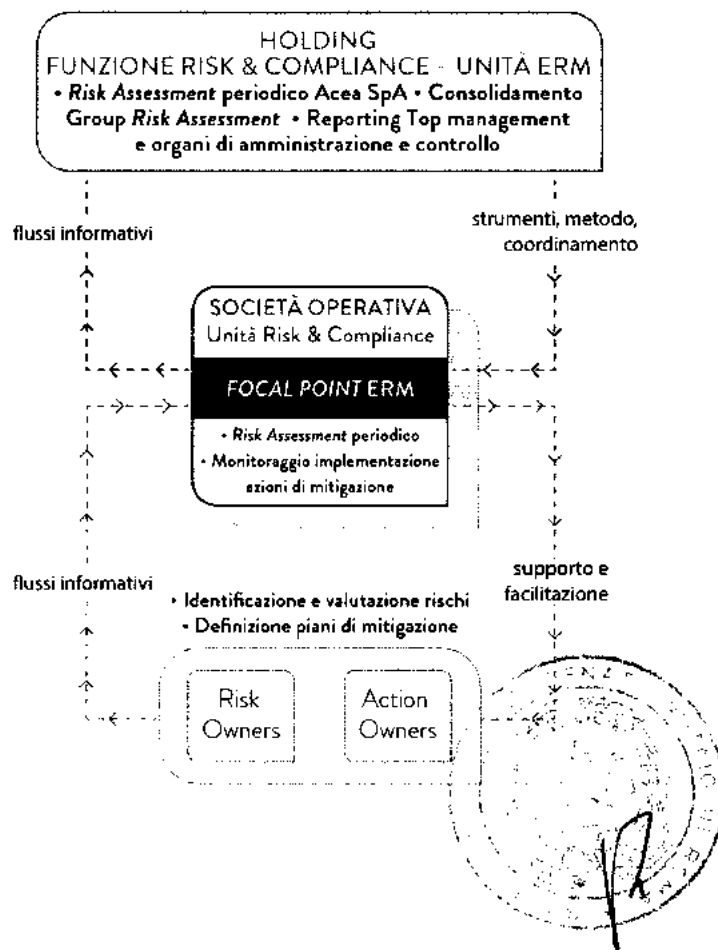 HOLDING
FUNZIONE RISK & COMPLIANCE - UNITÀ ERM
• Risk Assessment periodico Acea SpA • Consolidamento
Group Risk Assessment • Reporting Top management
e organi di amministrazione e controllo
flussi informativi
strumenti, metodo,
coordinamento
SOCIETÀ OPERATIVA
Unità Risk & Compliance
FOCAL POINT ERM
• Risk Assessment periodico
• Monitoraggio implementazione
azioni di mitigazione
flussi informativi
supporto e
facilitazione
• Identificazione e valutazione rischi
• Definizione piani di mitigazione
Risk
Owners
Action
Owners